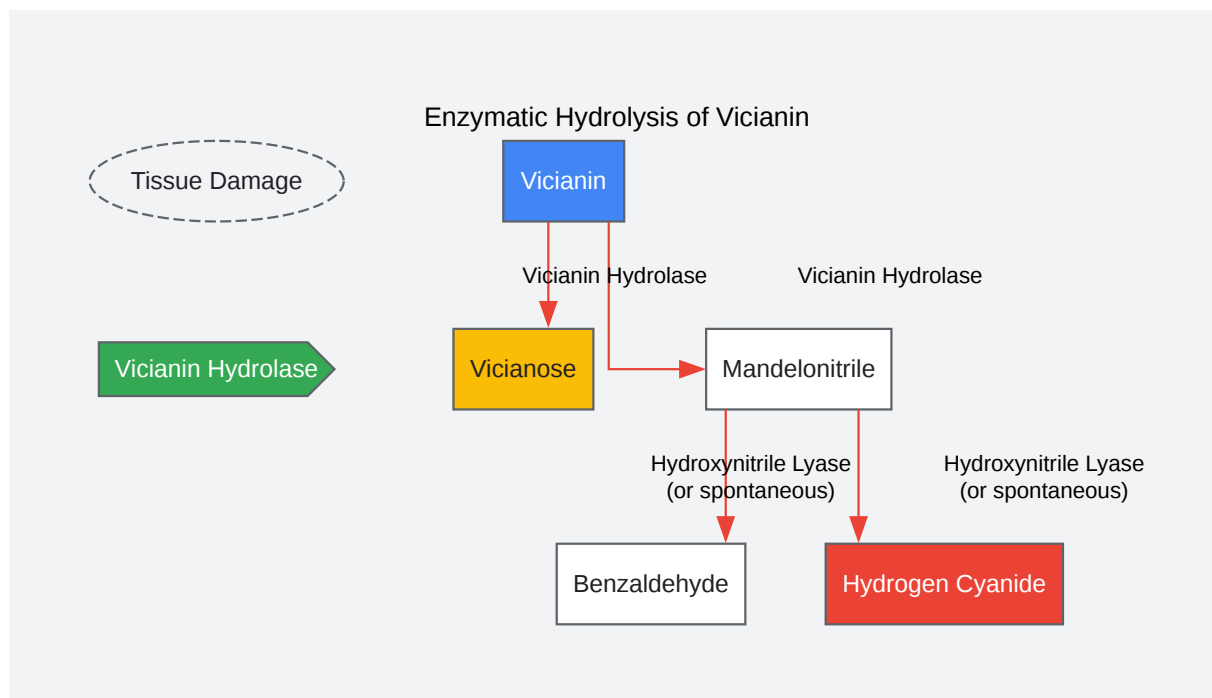 Enzymatic Hydrolysis of Vicianin
Tissue Damage
Vicianin
Vicianin Hydrolase
Vicianin Hydrolase
Vicianin Hydrolase
Vicianose
Mandelonitrile
Hydroxynitrile Lyase
(or spontaneous)
Hydroxynitrile Lyase
(or spontaneous)
Benzaldehyde
Hydrogen Cyanide